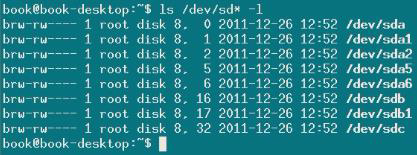 book@book-desktop:~$ ls /dev/sd* -l
brw-rw---- 1 root disk 8,  0 2011-12-26 12:52 /dev/sda
brw-rw---- 1 root disk 8,  1 2011-12-26 12:52 /dev/sda1
brw-rw---- 1 root disk 8,  2 2011-12-26 12:52 /dev/sda2
brw-rw---- 1 root disk 8,  5 2011-12-26 12:52 /dev/sda5
brw-rw---- 1 root disk 8,  6 2011-12-26 12:52 /dev/sda6
brw-rw---- 1 root disk 8, 16 2011-12-26 12:52 /dev/sdb
brw-rw---- 1 root disk 8, 17 2011-12-26 12:52 /dev/sdb1
brw-rw---- 1 root disk 8, 32 2011-12-26 12:52 /dev/sdc
book@book-desktop:~$